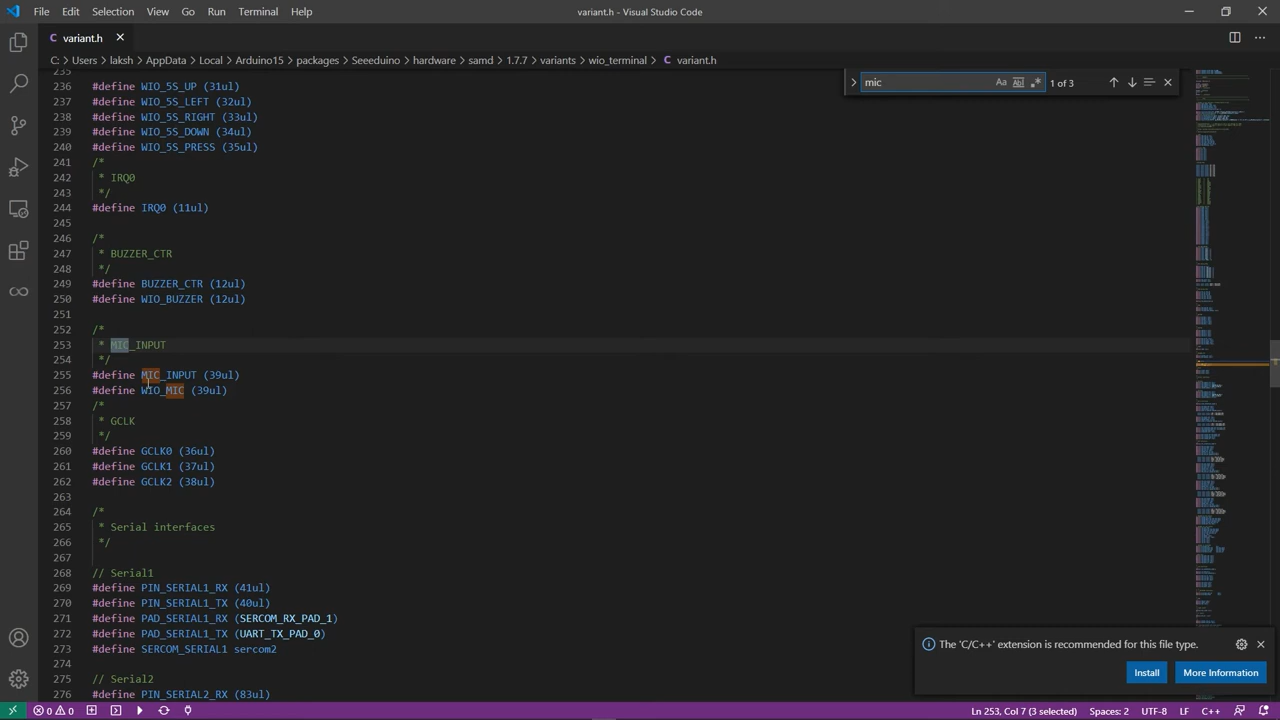 File Edit Selection View Go Run Terminal Help
variant.h - Visual Studio Code
variant.h
C: > Users > laksh > AppData > Local > Arduino15 > packages > Seeeduino > hardware > samd > 1.7.7 > variants > wio_terminal > variant.h
mic Aa Ab .* 1 of 3
235
236 #define WIO_5S_UP (31ul)
237 #define WIO_5S_LEFT (32ul)
238 #define WIO_5S_RIGHT (33ul)
239 #define WIO_5S_DOWN (34ul)
240 #define WIO_5S_PRESS (35ul)
241 /*
242 * IRQ0
243 */
244 #define IRQ0 (11ul)
245
246 /*
247 * BUZZER_CTR
248 */
249 #define BUZZER_CTR (12ul)
250 #define WIO_BUZZER (12ul)
251
252 /*
253 * MIC_INPUT
254 */
255 #define MIC_INPUT (39ul)
256 #define WIO_MIC (39ul)
257 /*
258 * GCLK
259 */
260 #define GCLK0 (36ul)
261 #define GCLK1 (37ul)
262 #define GCLK2 (38ul)
263
264 /*
265 * Serial interfaces
266 */
267
268 // Serial1
269 #define PIN_SERIAL1_RX (41ul)
270 #define PIN_SERIAL1_TX (40ul)
271 #define PAD_SERIAL1_RX (SERCOM_RX_PAD_1)
272 #define PAD_SERIAL1_TX (UART_TX_PAD_0)
273 #define SERCOM_SERIAL1 sercom2
274
275 // Serial2
276 #define PIN_SERIAL2_RX (83ul)
The 'C/C++' extension is recommended for this file type.
Install More Information
0 0 Ln 253, Col 7 (3 selected) Spaces: 2 UTF-8 LF C++